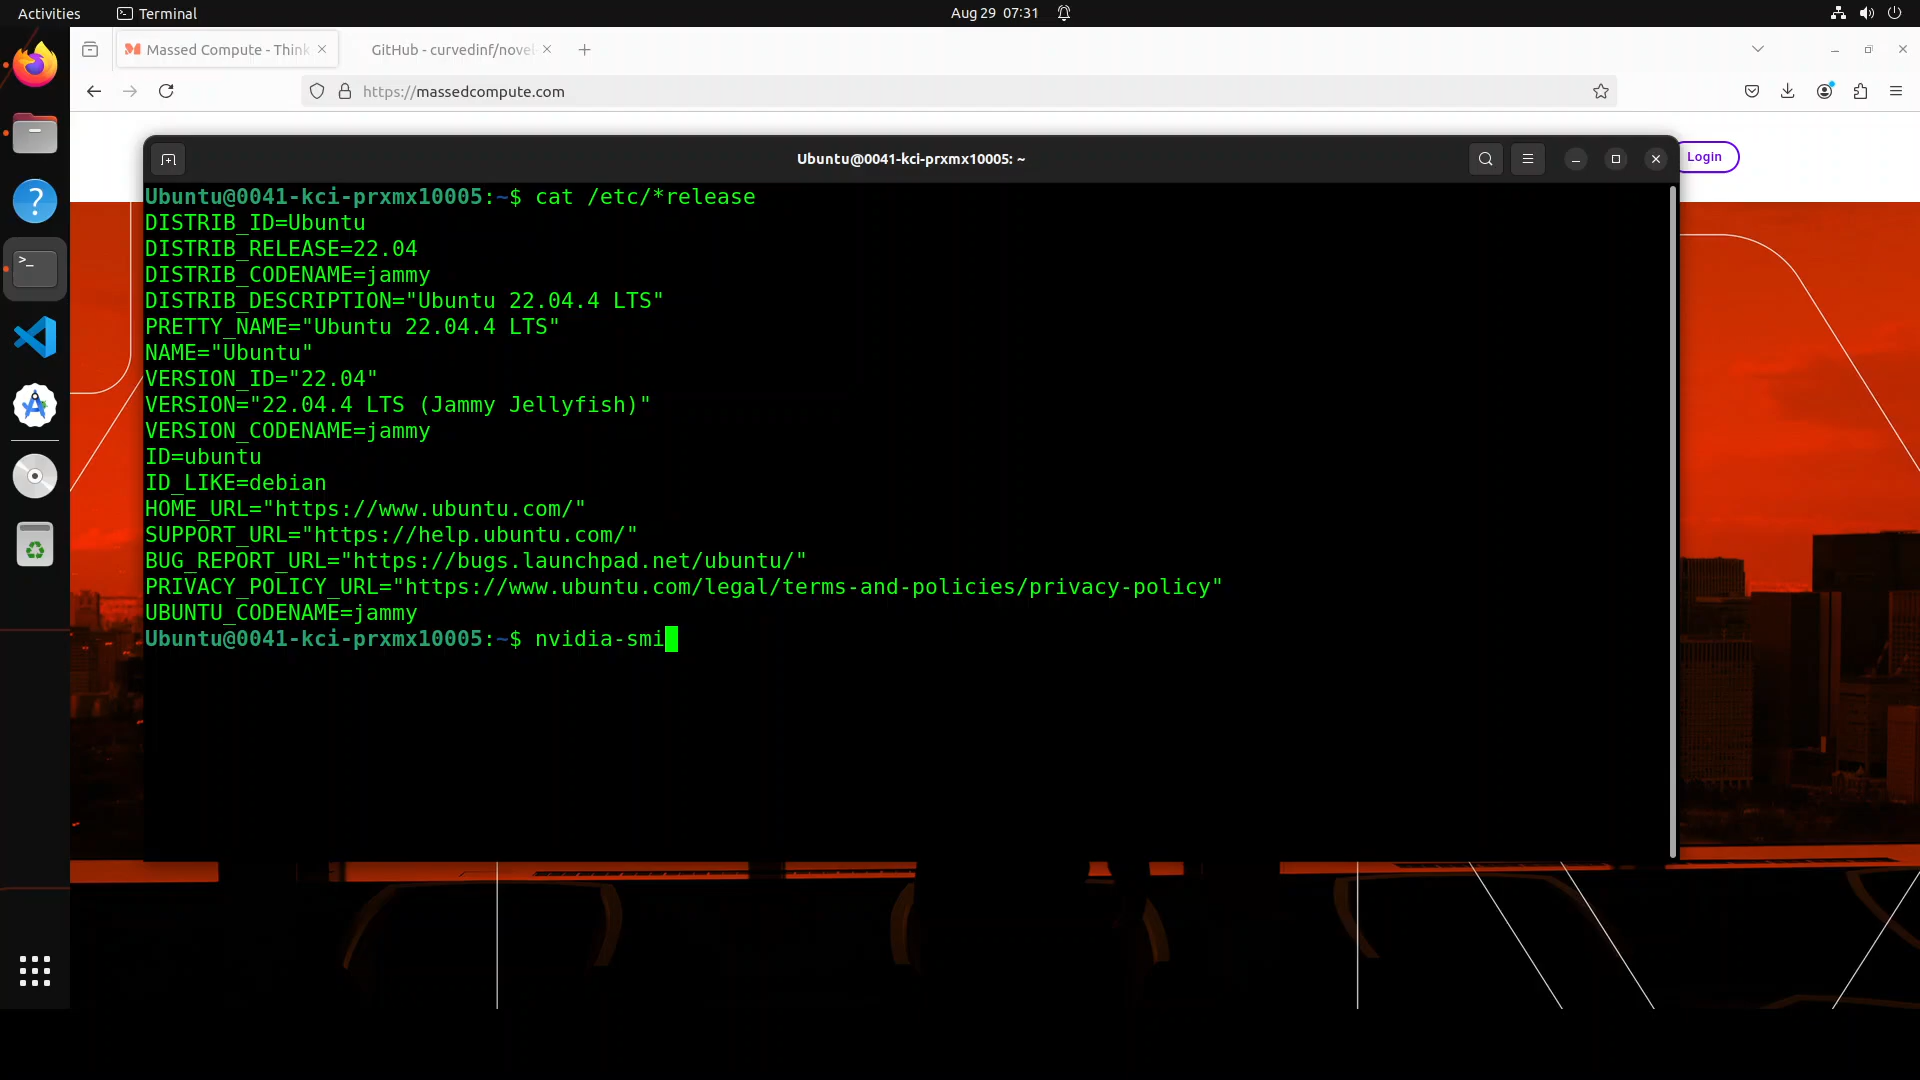 Activities
Terminal
Aug 29 07:31
Massed Compute - Think
GitHub - curvedinf/novel-
https://massedcompute.com
Ubuntu@0041-kci-prxmx10005: ~
Login
Ubuntu@0041-kci-prxmx10005:~$ cat /etc/*release
DISTRIB_ID=Ubuntu
DISTRIB_RELEASE=22.04
DISTRIB_CODENAME=jammy
DISTRIB_DESCRIPTION="Ubuntu 22.04.4 LTS"
PRETTY_NAME="Ubuntu 22.04.4 LTS"
NAME="Ubuntu"
VERSION_ID="22.04"
VERSION="22.04.4 LTS (Jammy Jellyfish)"
VERSION_CODENAME=jammy
ID=ubuntu
ID_LIKE=debian
HOME_URL="https://www.ubuntu.com/"
SUPPORT_URL="https://help.ubuntu.com/"
BUG_REPORT_URL="https://bugs.launchpad.net/ubuntu/"
PRIVACY_POLICY_URL="https://www.ubuntu.com/legal/terms-and-policies/privacy-policy"
UBUNTU_CODENAME=jammy
Ubuntu@0041-kci-prxmx10005:~$ nvidia-smi